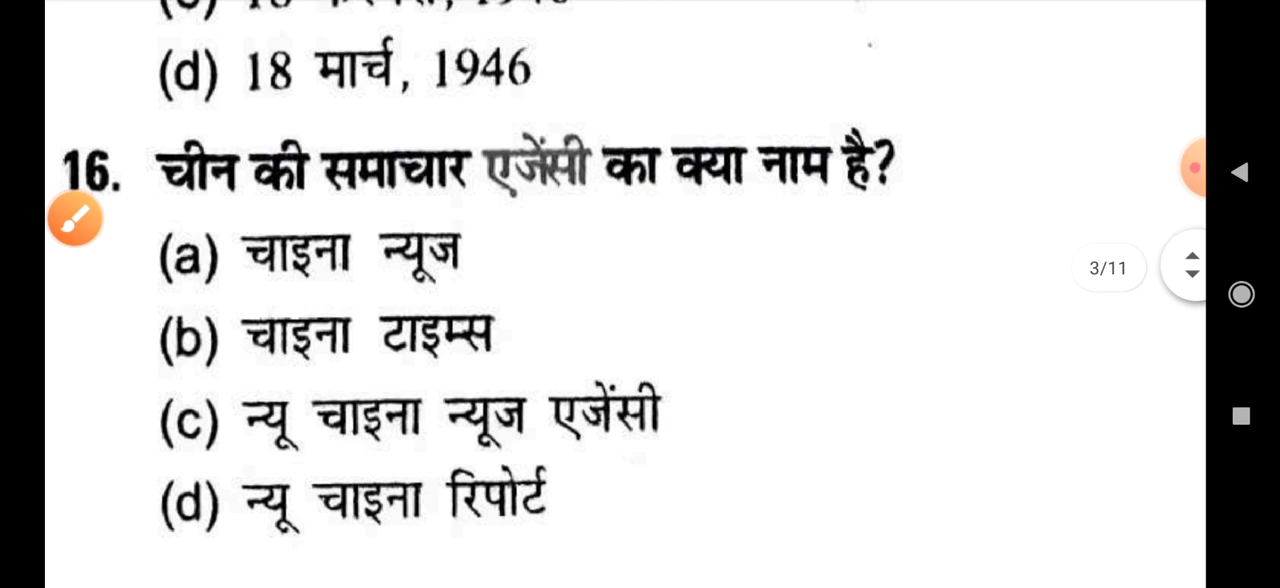 (d) 18 मार्च, 1946
16. चीन की समाचार एजेंसी का क्या नाम है?
(a) चाइना न्यूज
(b) चाइना टाइम्स
3/11
(c) न्यू चाइना न्यूज एजेंसी
(d) न्यू चाइना रिपोर्ट